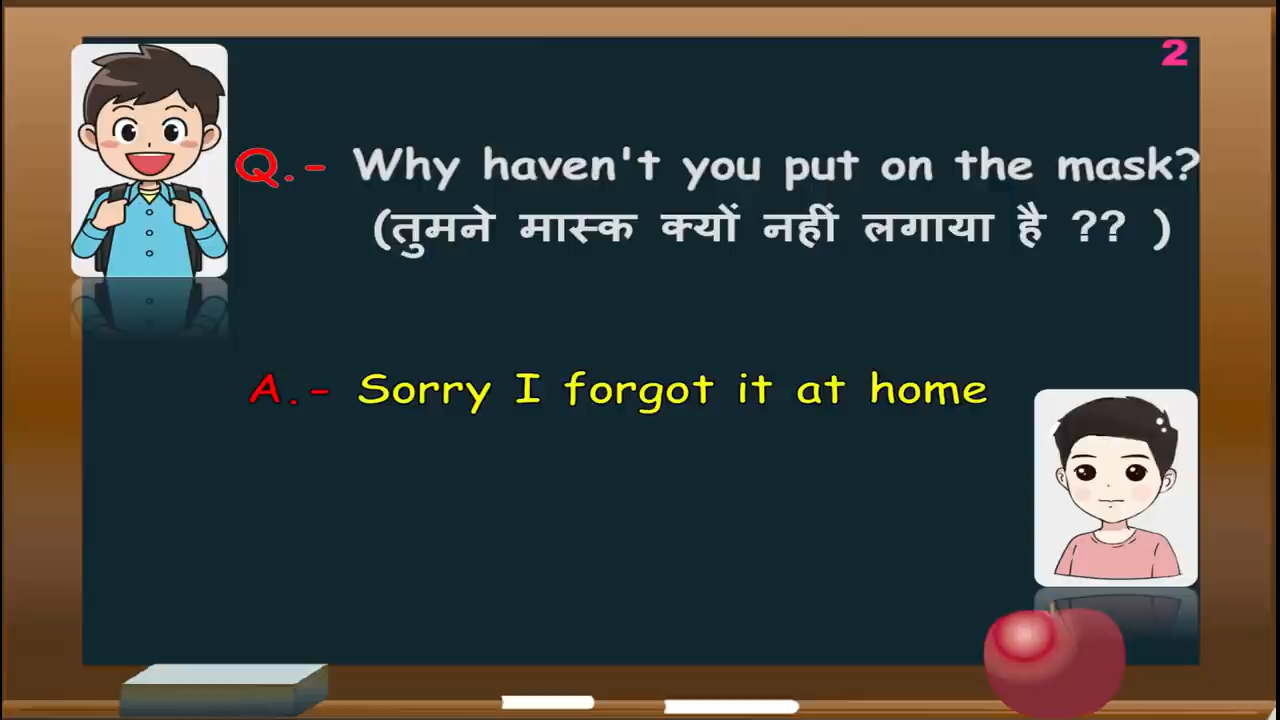 2
Q.- Why haven't you put on the mask?
(तुमने मास्क क्यों नहीं लगाया है ?? )
A.- Sorry I forgot it at home